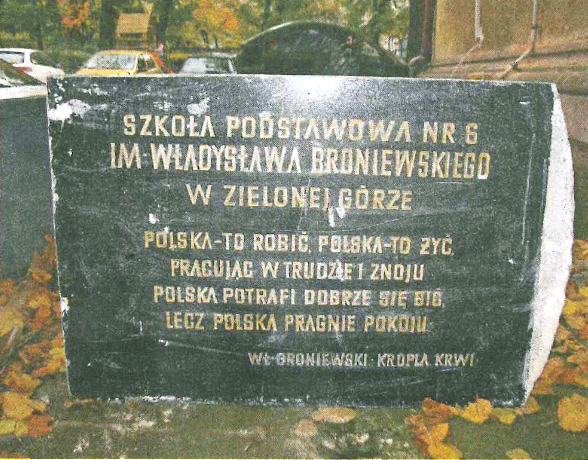 SZKOŁA PODSTAWOWA NR 6
IM·WŁADYSŁAWA BRONIEWSKIEGO
W ZIELONEJ GÓRZE
POLSKA-TO ROBIĆ, POLSKA-TO ŻYĆ,
PRACUJĄC W TRUDZIE I ZNOJU
POLSKA POTRAFI DOBRZE SIĘ BIĆ,
LECZ POLSKA PRAGNIE POKOJU
WŁ·BRONIEWSKI·KROPLA KRWI